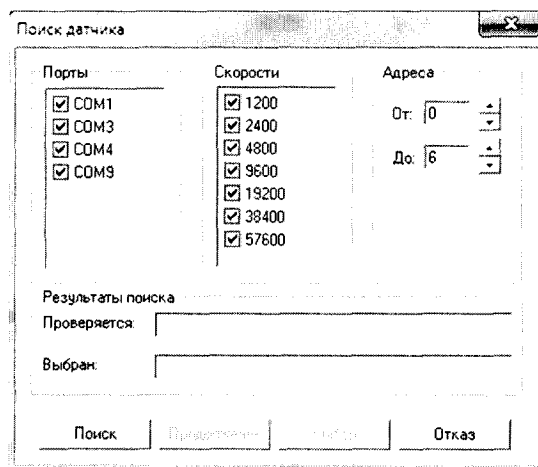 Поиск датчика
Порты
COM1
COM3
COM4
COM9
Скорости
1200
2400
4800
9600
19200
38400
57600
Адреса
От: 0
До: 6
Результаты поиска
Проверяется:
Выбран:
Поиск
Отказ